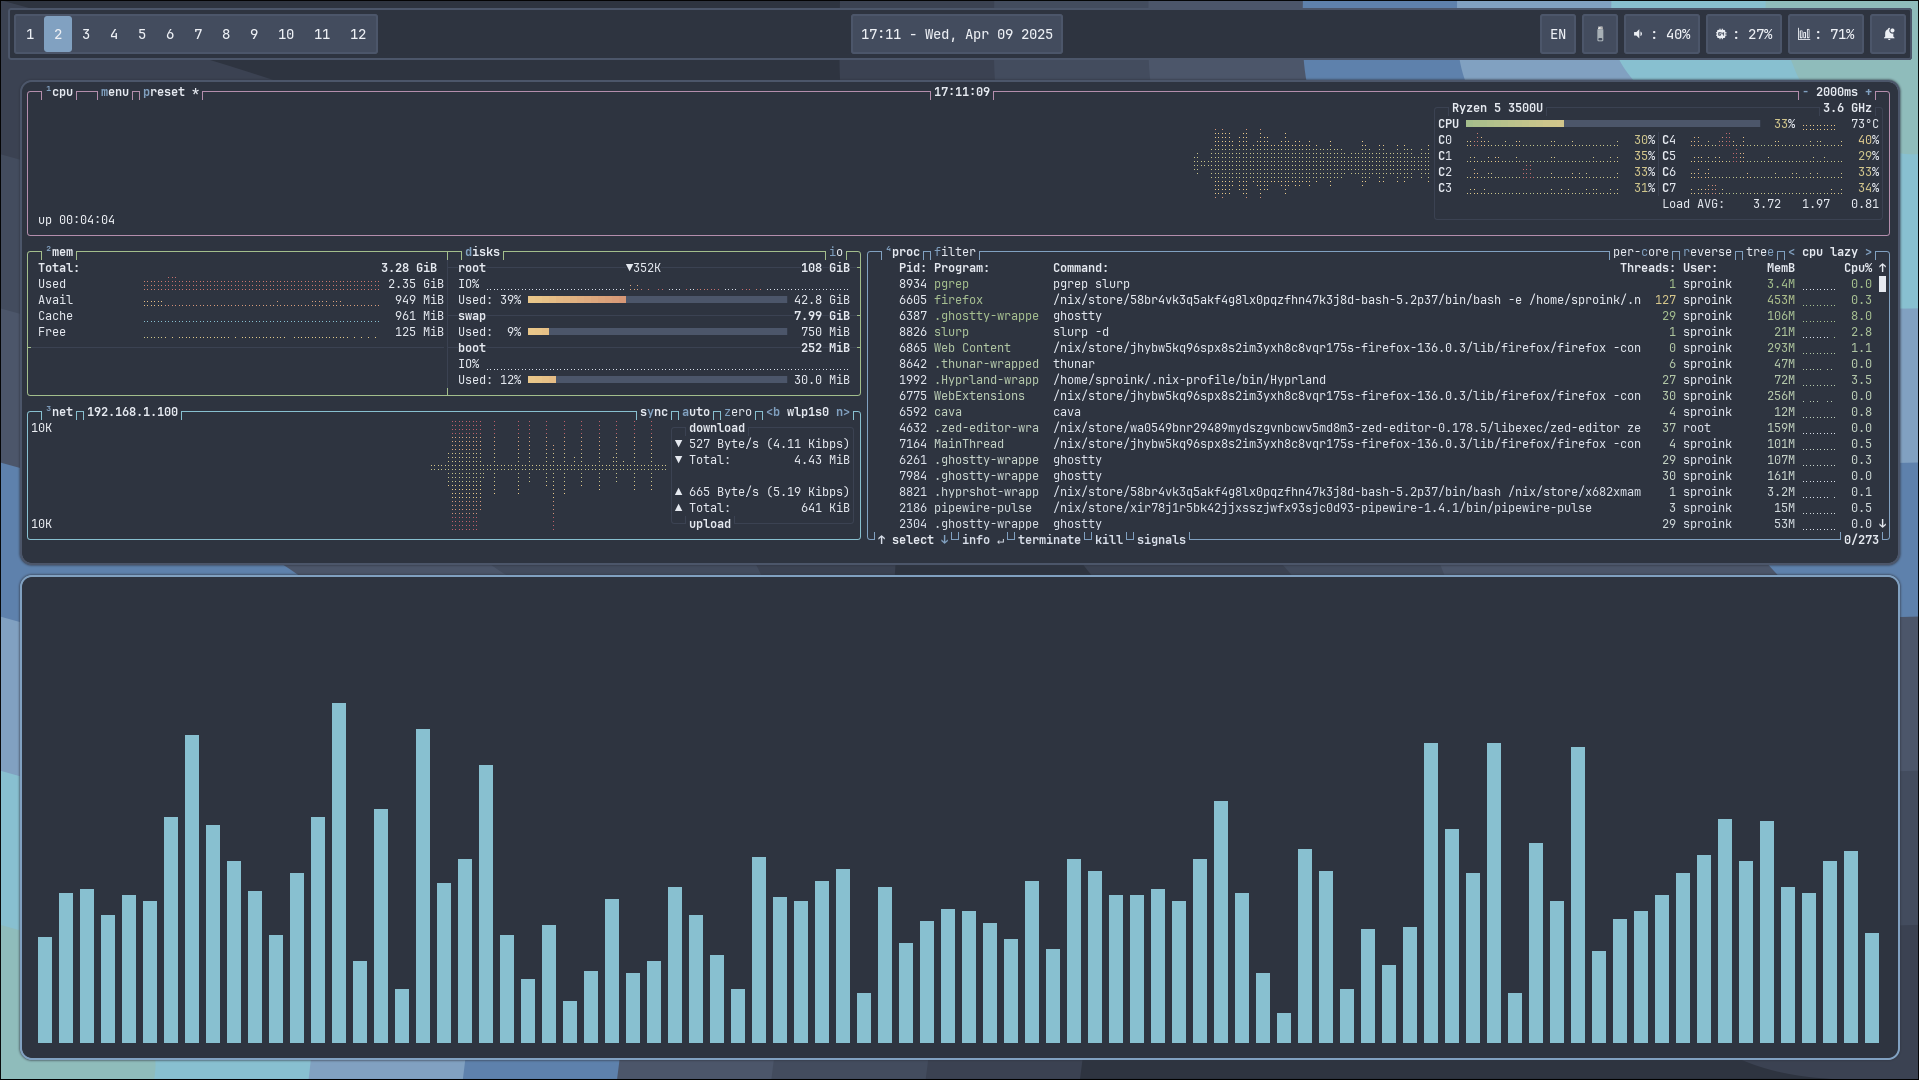 1 2 3 4 5 6 7 8 9 10 11 12
17:11 - Wed, Apr 09 2025
EN : 40% : 27% : 71%
¹cpu menu preset * 17:11:09 - 2000ms +
Ryzen 5 3500U 3.6 GHz
CPU 33% 73°C
C0 30% C4 40%
C1 35% C5 29%
C2 33% C6 33%
C3 31% C7 34%
Load AVG: 3.72 1.97 0.81
up 00:04:04
²mem
Total: 3.28 GiB
Used 2.35 GiB
Avail 949 MiB
Cache 961 MiB
Free 125 MiB
disks io
root ▼352K 108 GiB
IO%
Used: 39% 42.8 GiB
swap 7.99 GiB
Used: 9% 750 MiB
boot 252 MiB
IO%
Used: 12% 30.0 MiB
³net 192.168.1.100 sync auto zero <b wlp1s0 n>
10K
download
▼ 527 Byte/s (4.11 Kibps)
▼ Total: 4.43 MiB
▲ 665 Byte/s (5.19 Kibps)
▲ Total: 641 KiB
10K
upload
⁴proc filter per-core reverse tree < cpu lazy >
Pid: Program: Command: Threads: User: MemB Cpu% ↑
8934 pgrep pgrep slurp 1 sproink 3.4M 0.0
6605 firefox /nix/store/58br4vk3q5akf4g8lx0pqzfhn47k3j8d-bash-5.2p37/bin/bash -e /home/sproink/.n 127 sproink 453M 0.3
6387 .ghostty-wrappe ghostty 29 sproink 106M 8.0
8826 slurp slurp -d 1 sproink 21M 2.8
6865 Web Content /nix/store/jhybw5kq96spx8s2im3yxh8c8vqr175s-firefox-136.0.3/lib/firefox/firefox -con 0 sproink 293M 1.1
8642 .thunar-wrapped thunar 6 sproink 47M 0.0
1992 .Hyprland-wrapp /home/sproink/.nix-profile/bin/Hyprland 27 sproink 72M 3.5
6775 WebExtensions /nix/store/jhybw5kq96spx8s2im3yxh8c8vqr175s-firefox-136.0.3/lib/firefox/firefox -con 30 sproink 256M 0.0
6592 cava cava 4 sproink 12M 0.8
4632 .zed-editor-wra /nix/store/wa0549bnr29489mydszgvnbcwv5md8m3-zed-editor-0.178.5/libexec/zed-editor ze 37 root 159M 0.0
7164 MainThread /nix/store/jhybw5kq96spx8s2im3yxh8c8vqr175s-firefox-136.0.3/lib/firefox/firefox -con 4 sproink 101M 0.5
6261 .ghostty-wrappe ghostty 29 sproink 107M 0.3
7984 .ghostty-wrappe ghostty 30 sproink 161M 0.0
8821 .hyprshot-wrapp /nix/store/58br4vk3q5akf4g8lx0pqzfhn47k3j8d-bash-5.2p37/bin/bash /nix/store/x682xmam 1 sproink 3.2M 0.1
2186 pipewire-pulse /nix/store/xir78j1r5bk42jjxsszjwfx93sjc0d93-pipewire-1.4.1/bin/pipewire-pulse 3 sproink 15M 0.5
2304 .ghostty-wrappe ghostty 29 sproink 53M 0.0 ↓
↑ select ↓ info ↵ terminate kill signals 0/273